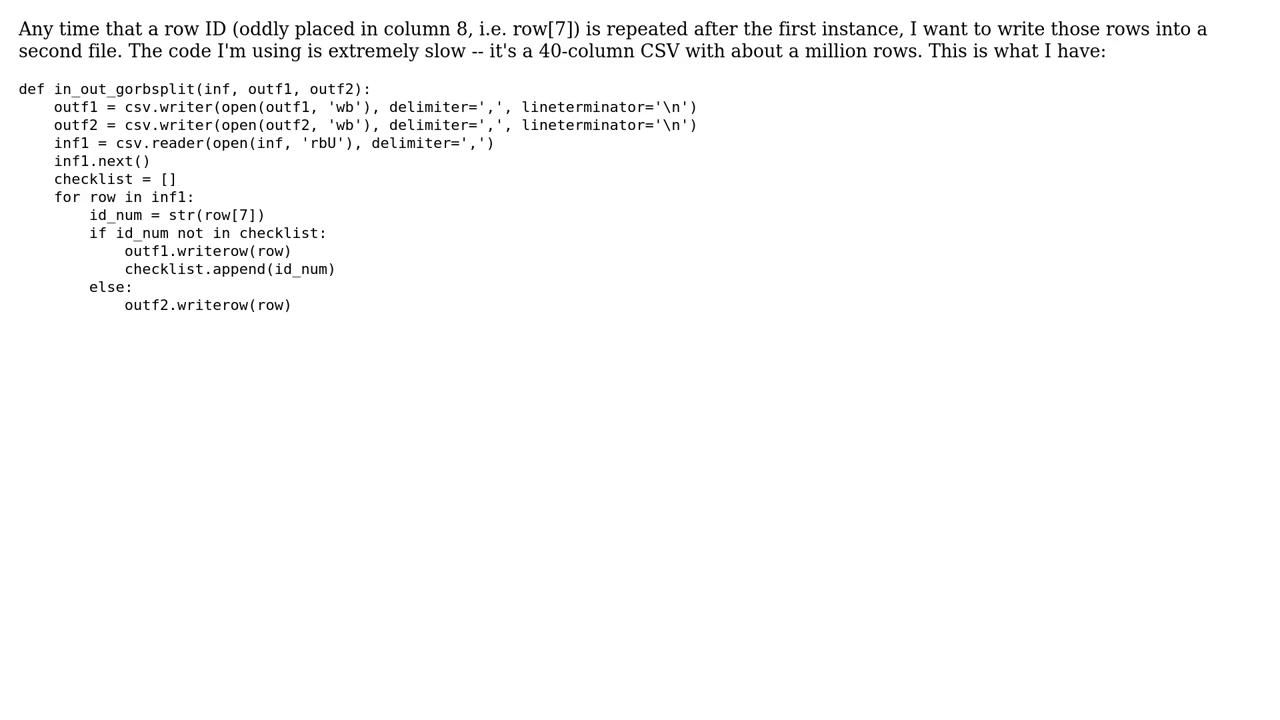 Any time that a row ID (oddly placed in column 8, i.e. row[7]) is repeated after the first instance, I want to write those rows into a
second file. The code I'm using is extremely slow -- it's a 40-column CSV with about a million rows. This is what I have:
def in_out_gorbsplit(inf, outf1, outf2):
    outf1 = csv.writer(open(outf1, 'wb'), delimiter=',', lineterminator='\n')
    outf2 = csv.writer(open(outf2, 'wb'), delimiter=',', lineterminator='\n')
    inf1 = csv.reader(open(inf, 'rbU'), delimiter=',')
    inf1.next()
    checklist = []
    for row in inf1:
        id_num = str(row[7])
        if id_num not in checklist:
            outf1.writerow(row)
            checklist.append(id_num)
        else:
            outf2.writerow(row)